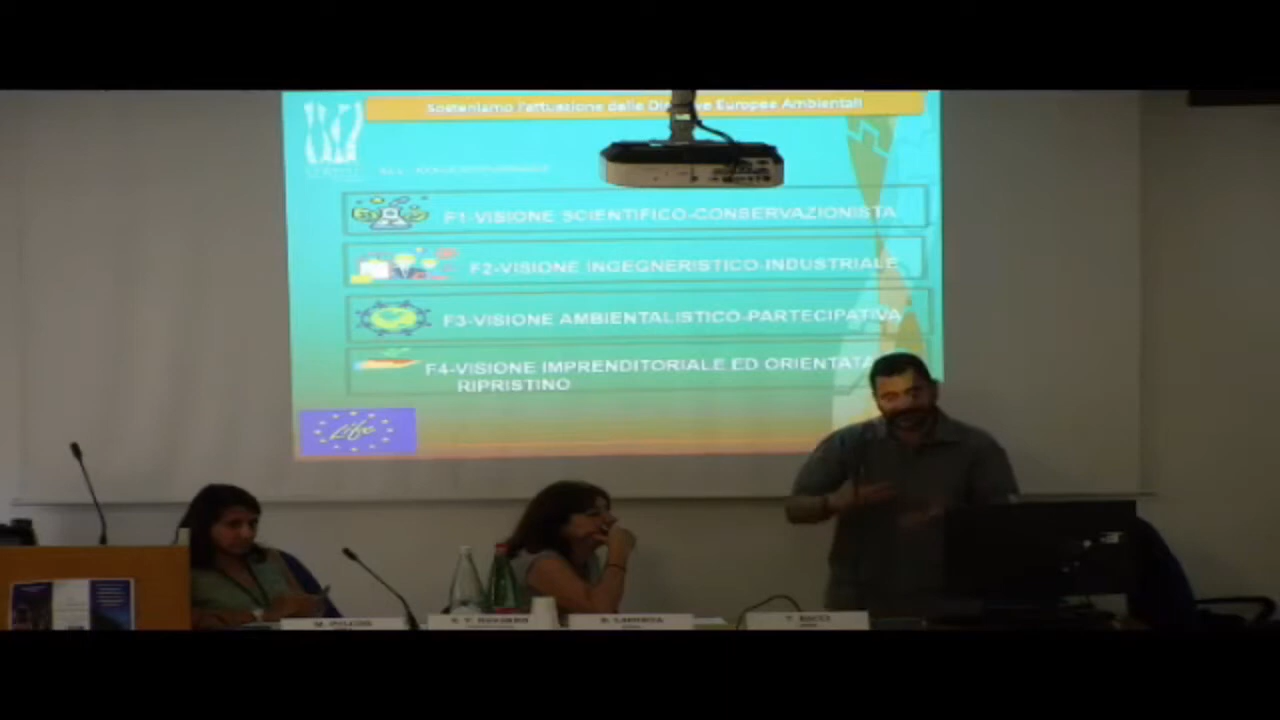 Sosteniamo l'attuazione delle Europee Ambientali
F1-VISIONE SCIENTIFICO-CONSERVAZIONISTA
F2-VISIONE INGEGNERISTICO-INDUSTRIALE
F3-VISIONE AMBIENTALISTICO-PARTECIPATIVA
F4-VISIONE IMPRENDITORIALE ED ORIENTATA
RIPRISTINO
Life